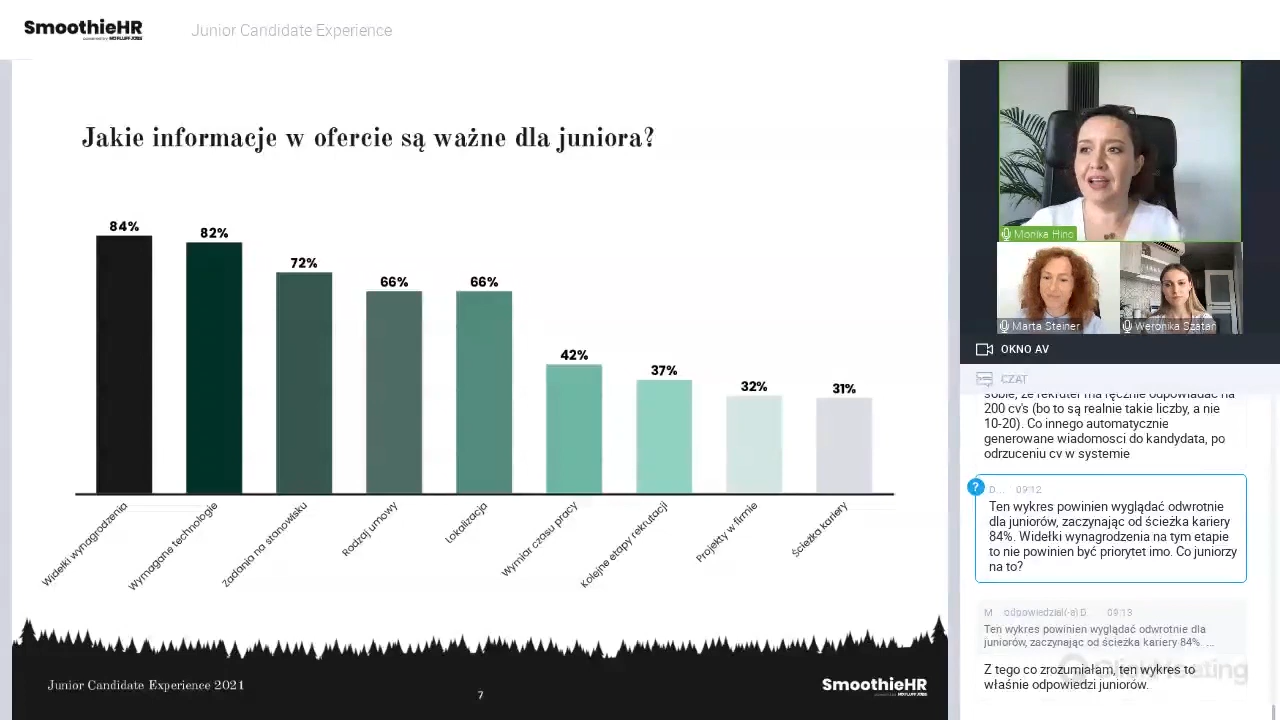 SmoothieHR
Junior Candidate Experience
Jakie informacje w ofercie są ważne dla juniora?
84%
82%
72%
66%
66%
42%
37%
32%
31%
Widełki wynagrodzenia
Wymagane technologie
Zadania na stanowisku
Rodzaj umowy
Lokalizacja
Wymiar czasu pracy
Kolejne etapy rekrutacji
Projekty w firmie
Ścieżka kariery
Junior Candidate Experience 2021
7
SmoothieHR
Monika Hino
Marta Steiner
Weronika Szatan
OKNO AV
CZAT
sobie, że rekruter ma ręcznie odpowiadać na
200 cv's (bo to są realnie takie liczby, a nie
10-20). Co innego automatycznie
generowane wiadomosci do kandydata, po
odrzuceniu cv w systemie
?
D... 09:12
Ten wykres powinien wyglądać odwrotnie
dla juniorów, zaczynając od ścieżka kariery
84%. Widełki wynagrodzenia na tym etapie
to nie powinien być priorytet imo. Co juniorzy
na to?
M odpowiedział(-a) D 09:13
Ten wykres powinien wyglądać odwrotnie dla
juniorów, zaczynając od ścieżka kariery 84%. ...
Z tego co zrozumiałam, ten wykres to
właśnie odpowiedzi juniorów.